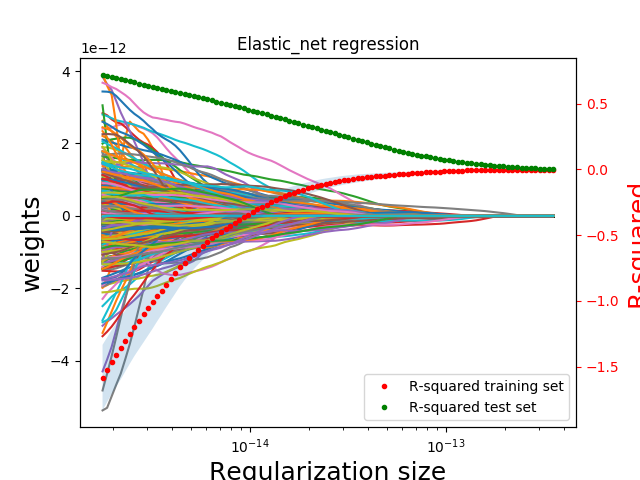 Elastic_net regression
1e−12
4
2
0
−2
−4
weights
0.5
0.0
−0.5
−1.0
−1.5
R-squared
R-squared training set
R-squared test set
10⁻¹⁴
10⁻¹³
Regularization size